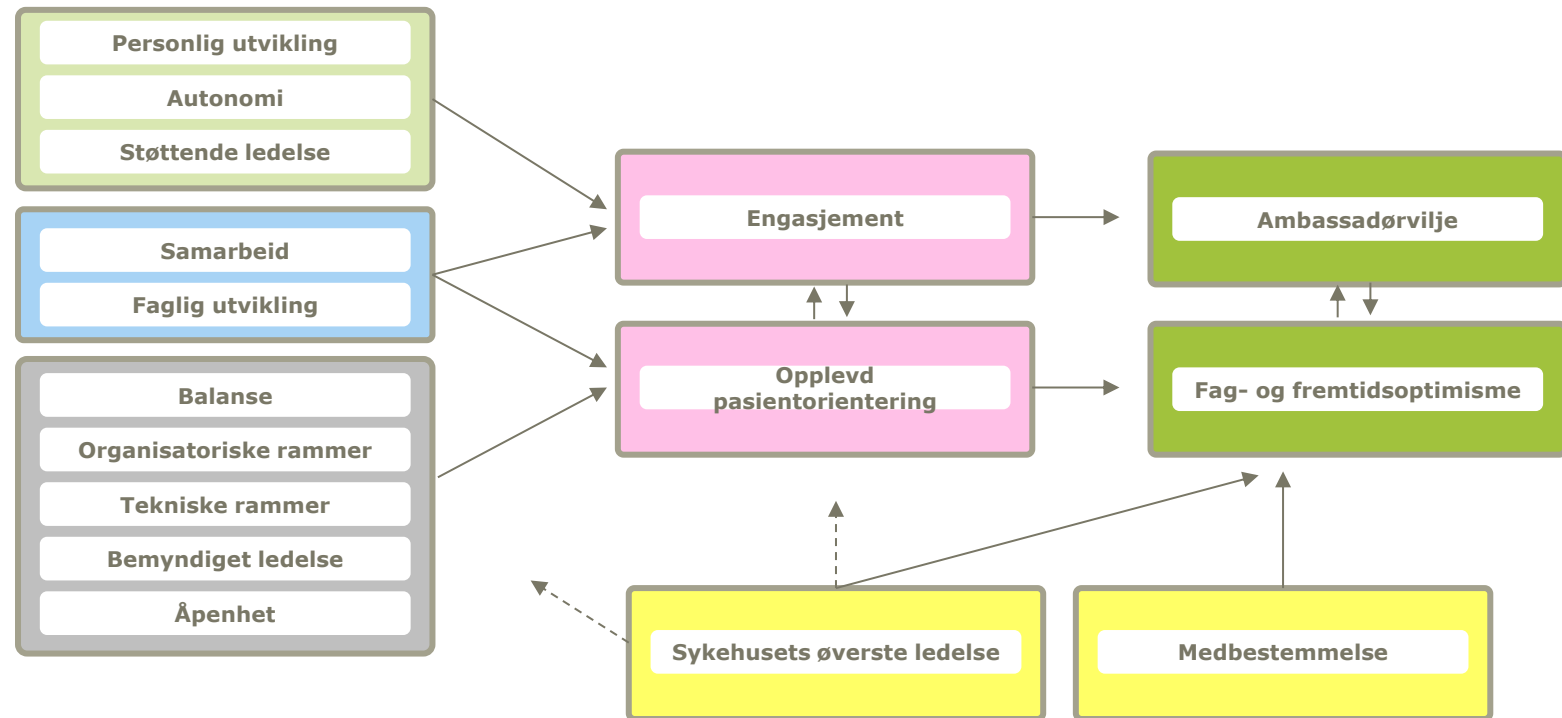 Personlig utvikling
Autonomi
Støttende ledelse
Samarbeid
Faglig utvikling
Balanse
Organisatoriske rammer
Tekniske rammer
Bemyndiget ledelse
Åpenhet
Engasjement
Opplevd
pasientorientering
Ambassadørvilje
Fag- og fremtidsoptimisme
Sykehusets øverste ledelse
Medbestemmelse